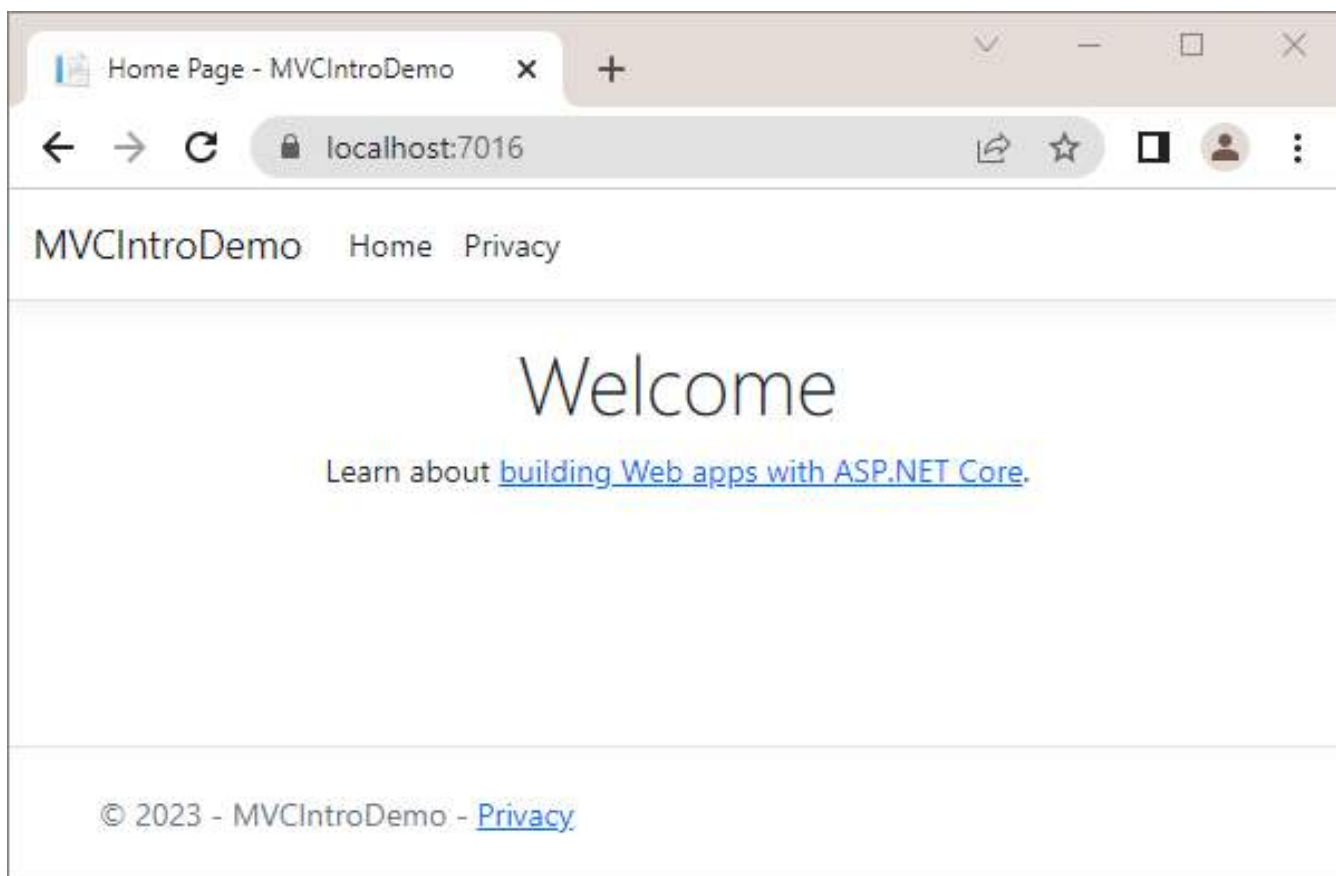 Home Page - MVCIntroDemo
localhost:7016
MVCIntroDemo Home Privacy
Welcome
Learn about building Web apps with ASP.NET Core.
© 2023 - MVCIntroDemo - Privacy